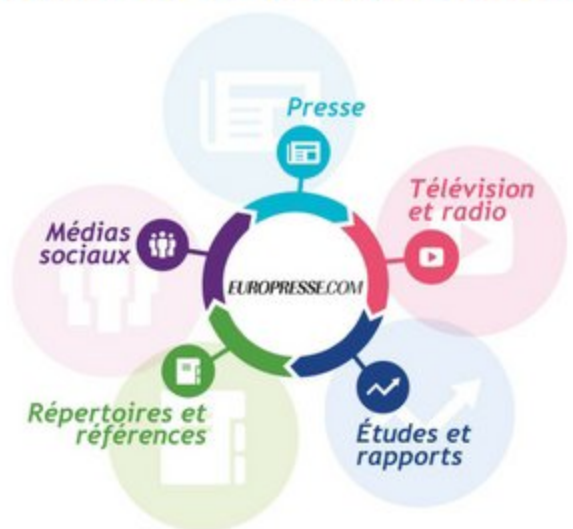 Presse
Télévision
et radio
Médias
sociaux
EUROPRESSE.COM
Répertoires et
références
Études et
rapports